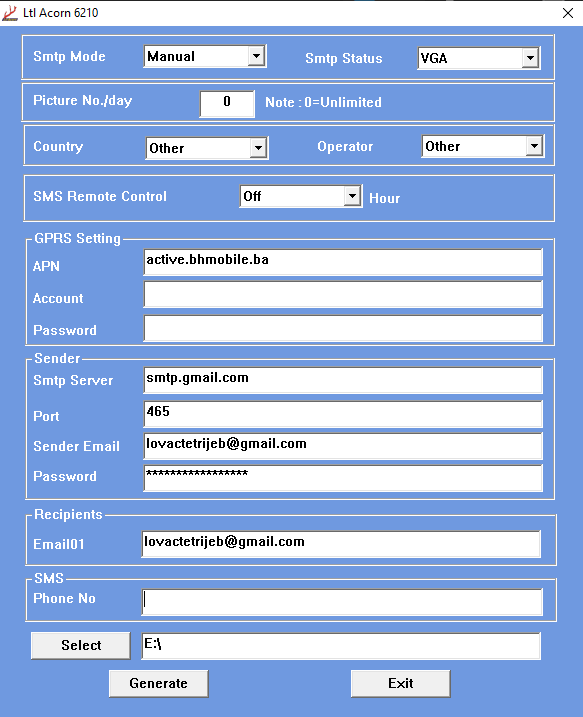 Ltl Acorn 6210
Smtp Mode Manual Smtp Status VGA
Picture No./day 0 Note : 0=Unlimited
Country Other Operator Other
SMS Remote Control Off Hour
GPRS Setting
APN active.bhmobile.ba
Account
Password
Sender
Smtp Server smtp.gmail.com
Port 465
Sender Email lovactetrijeb@gmail.com
Password *****************
Recipients
Email01 lovactetrijeb@gmail.com
SMS
Phone No
Select E:\
Generate Exit